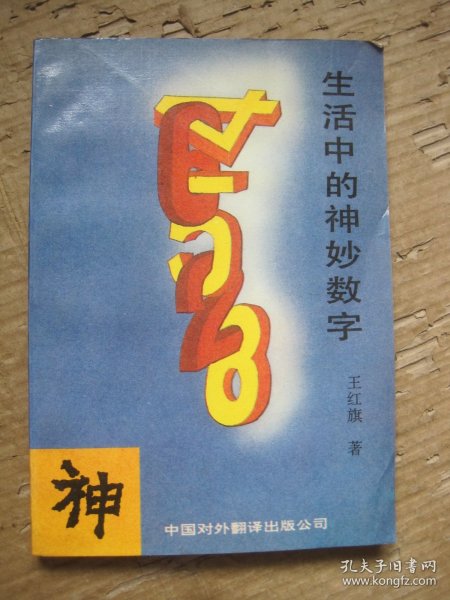 生活中的神妙数字
王红旗 著
神
中国对外翻译出版公司
孔夫子旧书网
www.kongfz.com